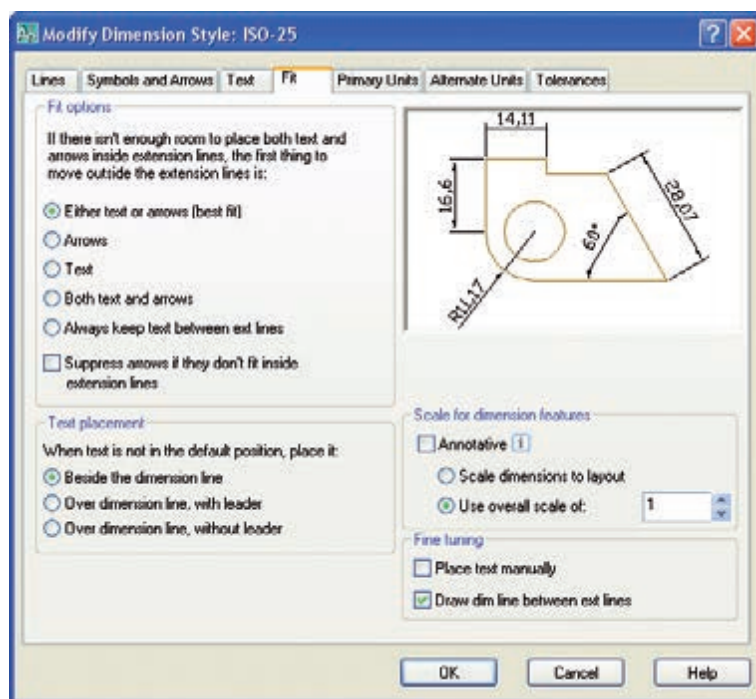 Modify Dimension Style: ISO-25
Lines
Symbols and Arrows
Text
Fit
Primary Units
Alternate Units
Tolerances
Fit options
If there isn't enough room to place both text and
arrows inside extension lines, the first thing to
move outside the extension lines is:
Either text or arrows (best fit)
Arrows
Text
Both text and arrows
Always keep text between ext lines
Suppress arrows if they don't fit inside
extension lines
Text placement
When text is not in the default position, place it:
Beside the dimension line
Over dimension line, with leader
Over dimension line, without leader
14,11
16,6
28,07
60°
R11,17
Scale for dimension features
Annotative
Scale dimensions to layout
Use overall scale of:
1
Fine tuning
Place text manually
Draw dim line between ext lines
OK
Cancel
Help